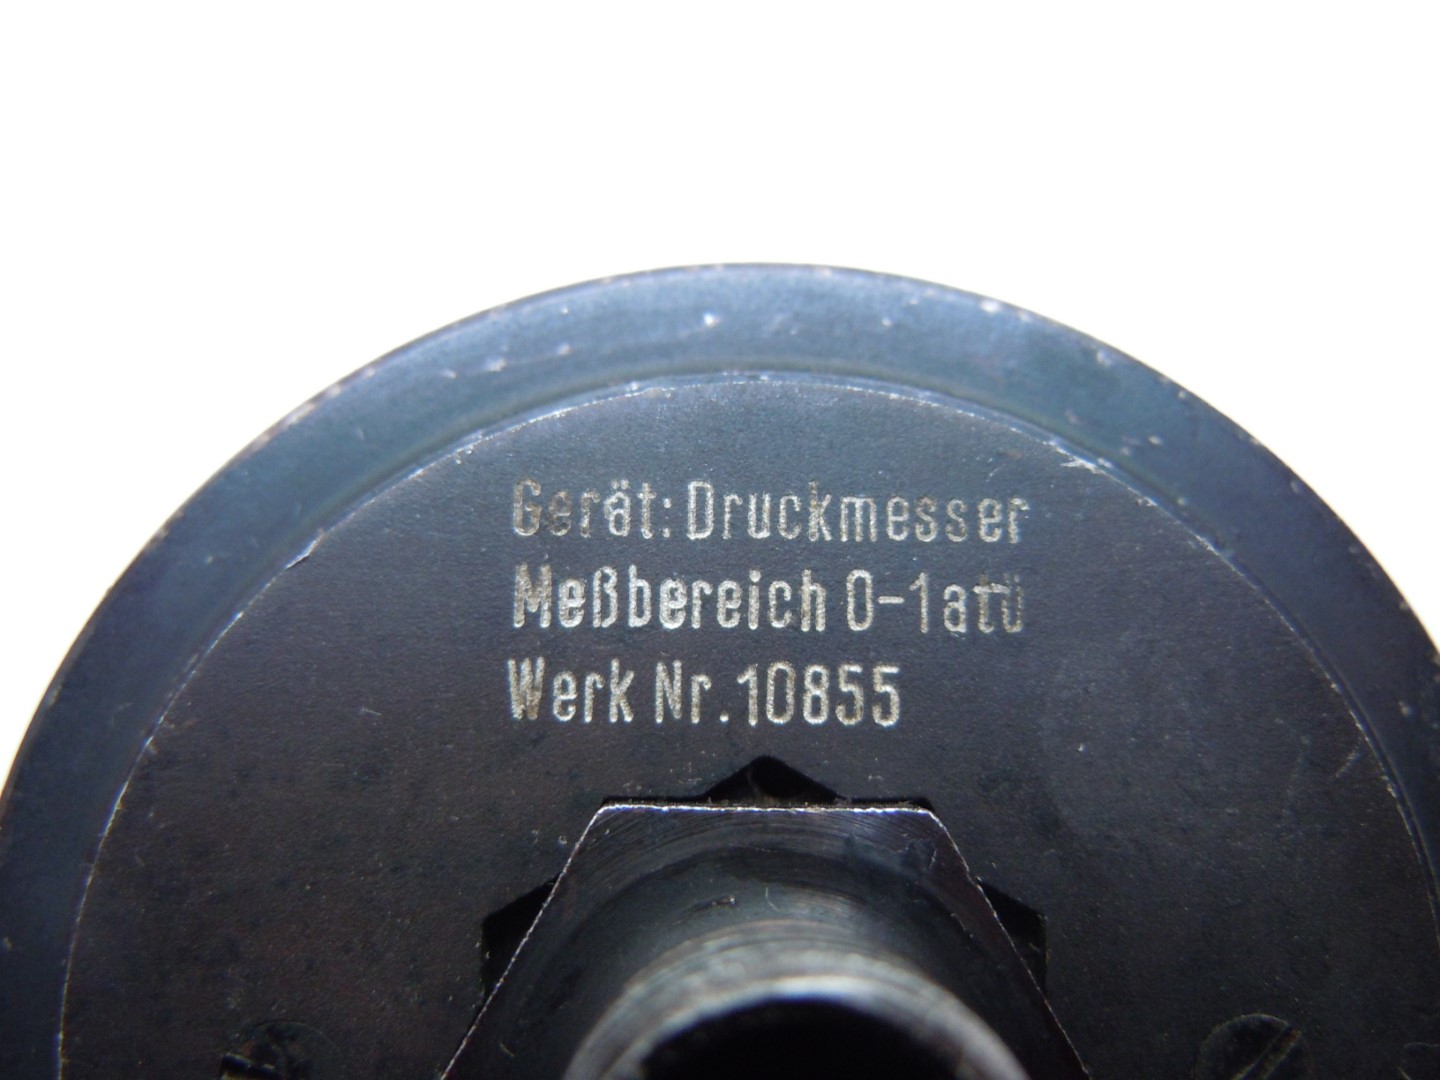 Gerät: Druckmesser
Meßbereich 0-1atü
Werk Nr. 10855